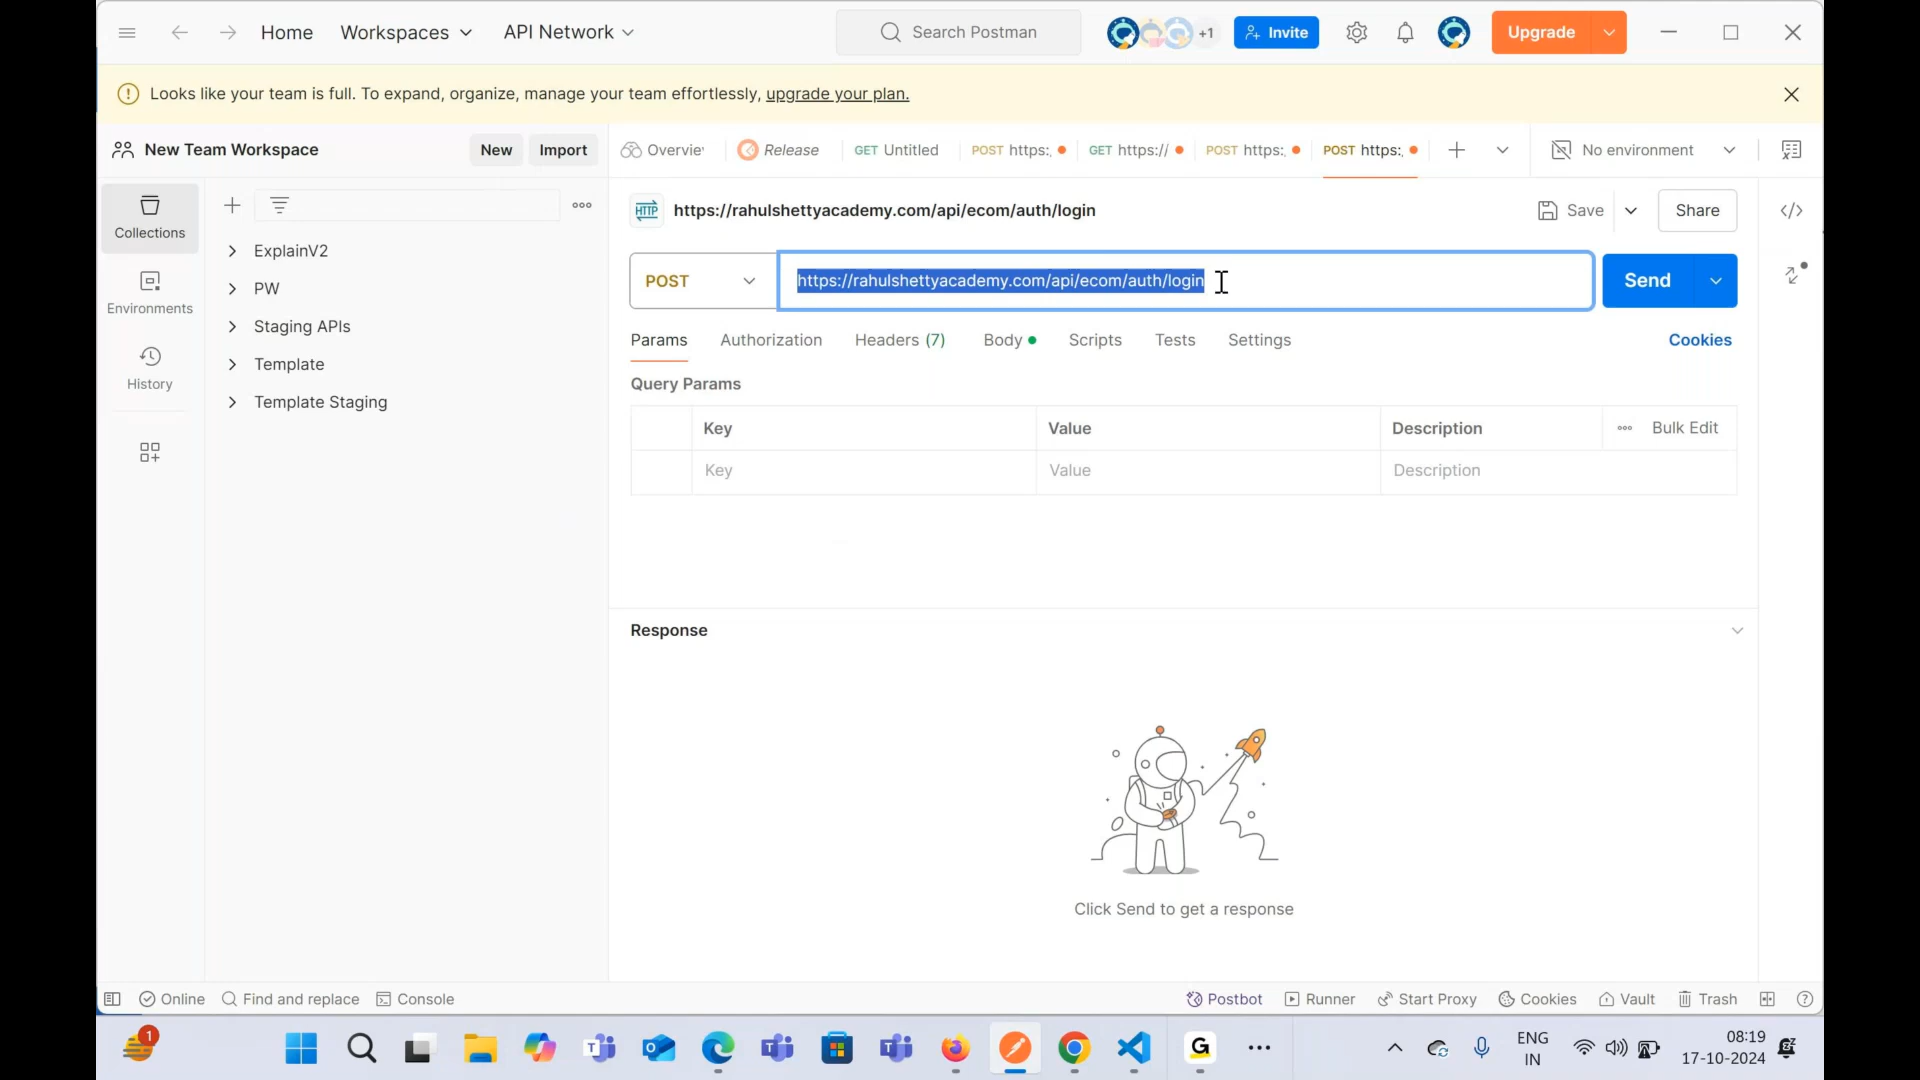 Home
Workspaces
API Network
Search Postman
+1
Invite
Upgrade
Looks like your team is full. To expand, organize, manage your team effortlessly, upgrade your plan.
New Team Workspace
New
Import
Overvie
Release
GET Untitled
POST https:
GET https://
POST https:
POST https:
No environment
Collections
Environments
History
ExplainV2
PW
Staging APIs
Template
Template Staging
HTTP
https://rahulshettyacademy.com/api/ecom/auth/login
Save
Share
POST
https://rahulshettyacademy.com/api/ecom/auth/login
Send
Params
Authorization
Headers (7)
Body
Scripts
Tests
Settings
Cookies
Query Params
Key
Value
Description
Bulk Edit
Key
Value
Description
Response
Click Send to get a response
Online
Find and replace
Console
Postbot
Runner
Start Proxy
Cookies
Vault
Trash
1
ENG
IN
08:19
17-10-2024